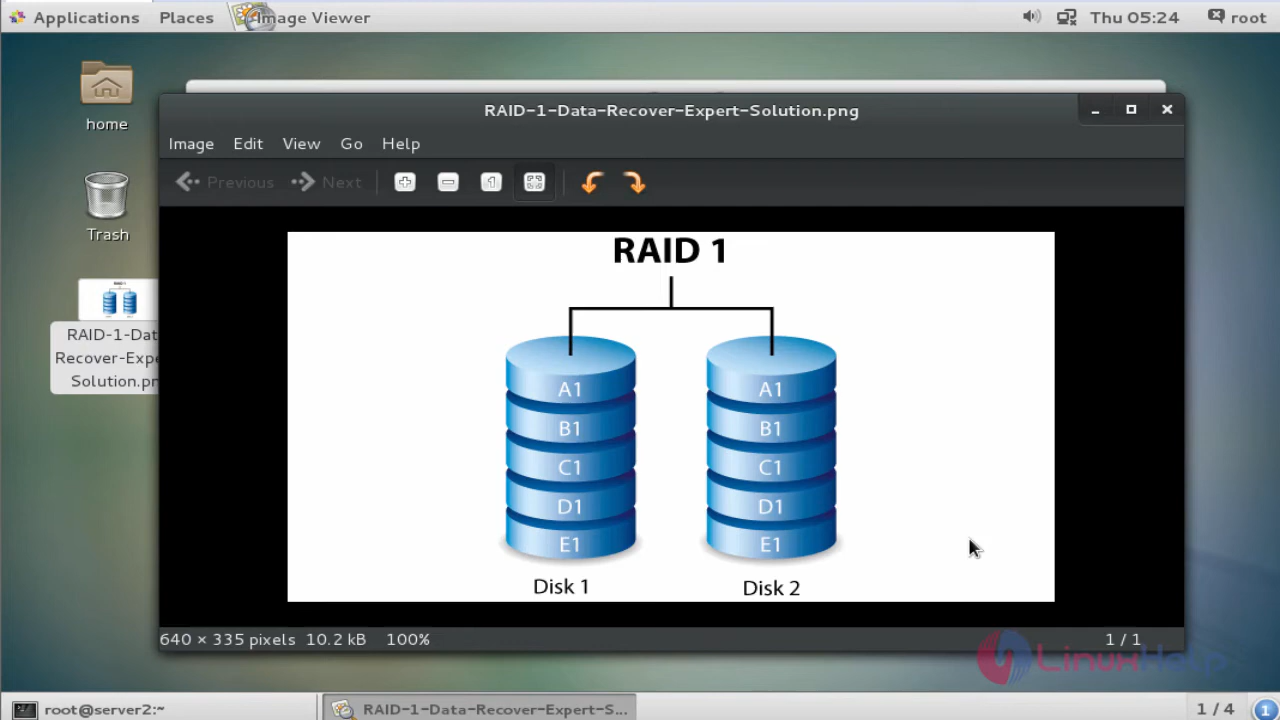 Applications Places Image Viewer Thu 05:24 root
home
Trash
RAID-1-Dat
Recover-Expe
Solution.pn
RAID-1-Data-Recover-Expert-Solution.png
Image Edit View Go Help
Previous Next
RAID 1
A1 A1
B1 B1
C1 C1
D1 D1
E1 E1
Disk 1 Disk 2
640 × 335 pixels 10.2 kB 100% 1 / 1
LinuxHelp
root@server2:~ RAID-1-Data-Recover-Expert-S... 1 / 4 1